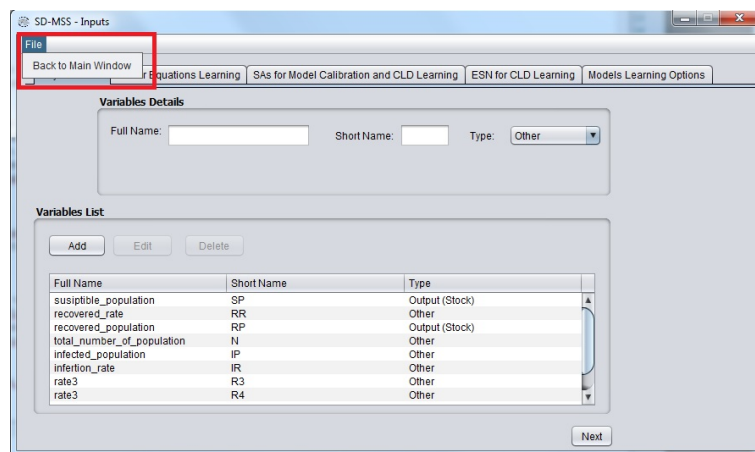 SD-MSS - Inputs
File
Back to Main Window
r Equations Learning SAs for Model Calibration and CLD Learning ESN for CLD Learning Models Learning Options
Variables Details
Full Name: Short Name: Type: Other
Variables List
Add Edit Delete
Full Name Short Name Type
susiptible_population SP Output (Stock)
recovered_rate RR Other
recovered_population RP Output (Stock)
total_number_of_population N Other
infected_population IP Other
infertion_rate IR Other
rate3 R3 Other
rate3 R4 Other
Next